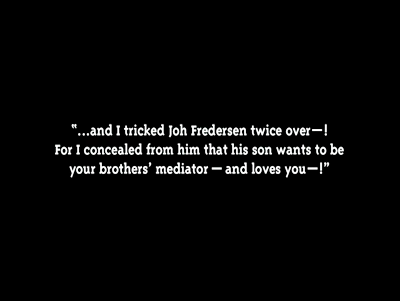 “...and I tricked Joh Fredersen twice over—!
For I concealed from him that his son wants to be
your brothers’ mediator — and loves you—!”